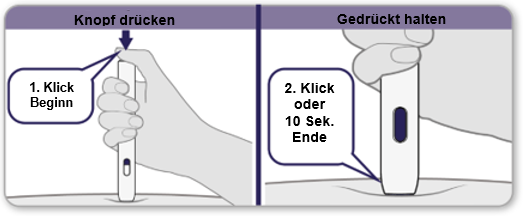 Knopf drücken
1. Klick
Beginn
Gedrückt halten
2. Klick
oder
10 Sek.
Ende